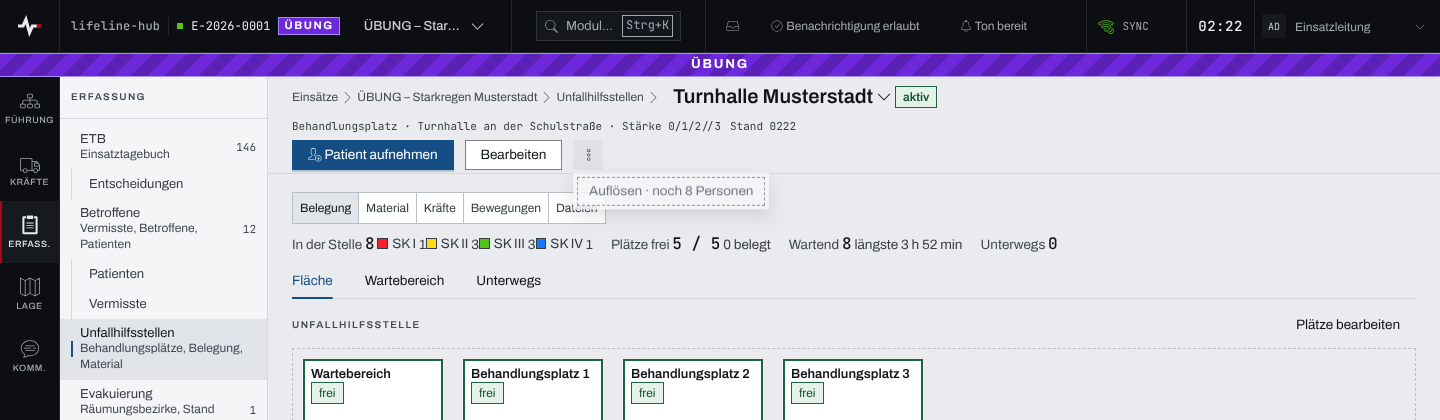 lifeline-hub E-2026-0001 ÜBUNG ÜBUNG – Star... Modul... Strg+K Benachrichtigung erlaubt Ton bereit SYNC 02:22 AD Einsatzleitung
ÜBUNG
FÜHRUNG
KRÄFTE
ERFASS.
LAGE
KOMM.
ERFASSUNG
ETB
Einsatztagebuch
146
Entscheidungen
Betroffene
Vermisste, Betroffene,
Patienten
12
Patienten
Vermisste
Unfallhilfsstellen
Behandlungsplätze, Belegung,
Material
Evakuierung
Räumungsbezirke, Stand
1
Einsätze ÜBUNG – Starkregen Musterstadt Unfallhilfsstellen Turnhalle Musterstadt aktiv
Behandlungsplatz · Turnhalle an der Schulstraße · Stärke 0/1/2//3 Stand 0222
Patient aufnehmen Bearbeiten
Auflösen · noch 8 Personen
Belegung Material Kräfte Bewegungen Dateien
In der Stelle 8 SK I 1 SK II 3 SK III 3 SK IV 1 Plätze frei 5 / 5 0 belegt Wartend 8 längste 3 h 52 min Unterwegs 0
Fläche Wartebereich Unterwegs
UNFALLHILFSSTELLE Plätze bearbeiten
Wartebereich Behandlungsplatz 1 Behandlungsplatz 2 Behandlungsplatz 3
frei frei frei frei